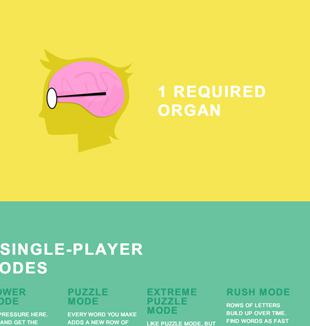 1 REQUIRED
ORGAN
SINGLE-PLAYER
ODES
OWER
ODE
PRESSURE HERE.
AND GET THE
PUZZLE
MODE
EVERY WORD YOU MAKE
ADDS A NEW ROW OF
EXTREME
PUZZLE
MODE
LIKE PUZZLE MODE, BUT
RUSH MODE
ROWS OF LETTERS
BUILD UP OVER TIME.
FIND WORDS AS FAST